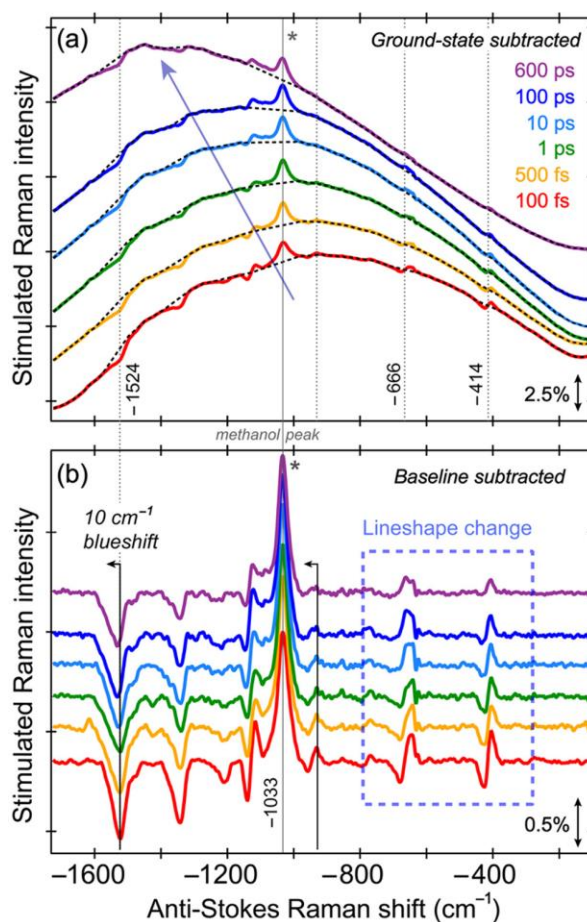 (a)
*
Ground-state subtracted
600 ps
100 ps
10 ps
1 ps
500 fs
100 fs
Stimulated Raman intensity
−1524
−666
−414
2.5%
methanol peak
(b)
*
Baseline subtracted
10 cm⁻¹
blueshift
Lineshape change
Stimulated Raman intensity
−1033
0.5%
−1600 −1200 −800 −400
Anti-Stokes Raman shift (cm⁻¹)